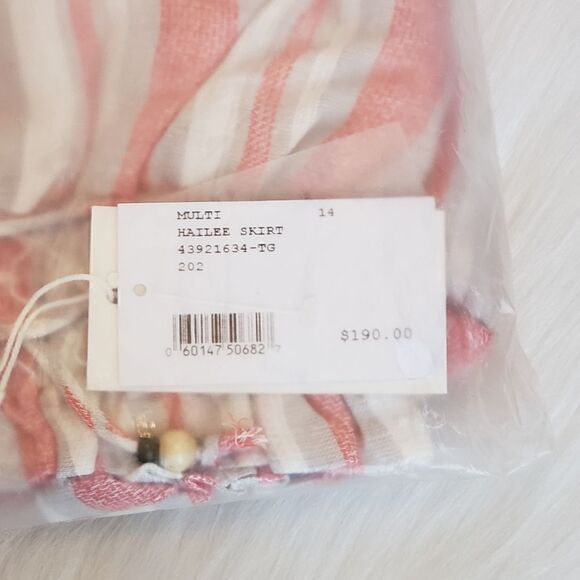 MULTI 14
HAILEE SKIRT
43921634-TG
202
$190.00
0 60147 50682 7